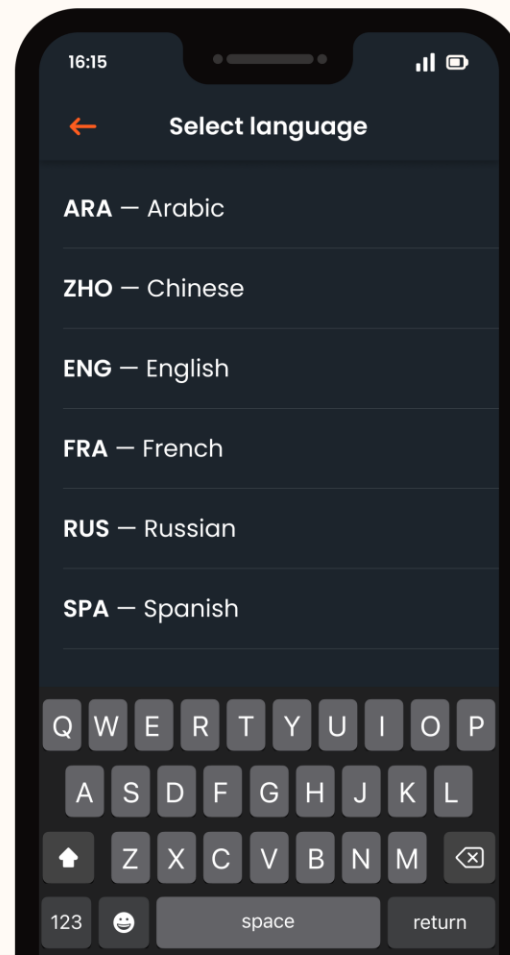 16:15
Select language
ARA — Arabic
ZHO — Chinese
ENG — English
FRA — French
RUS — Russian
SPA — Spanish
Q W E R T Y U I O P
A S D F G H J K L
Z X C V B N M
123 space return